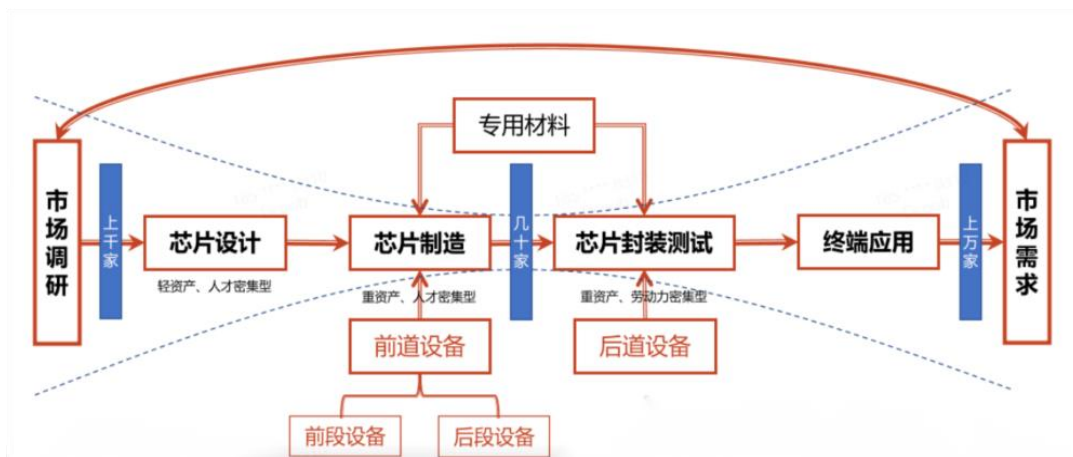 专用材料
市场调研
上千家
芯片设计
芯片制造
几十家
芯片封装测试
终端应用
上万家
市场需求
轻资产、人才密集型
重资产、人才密集型
重资产、劳动力密集型
前道设备
后道设备
前段设备
后段设备